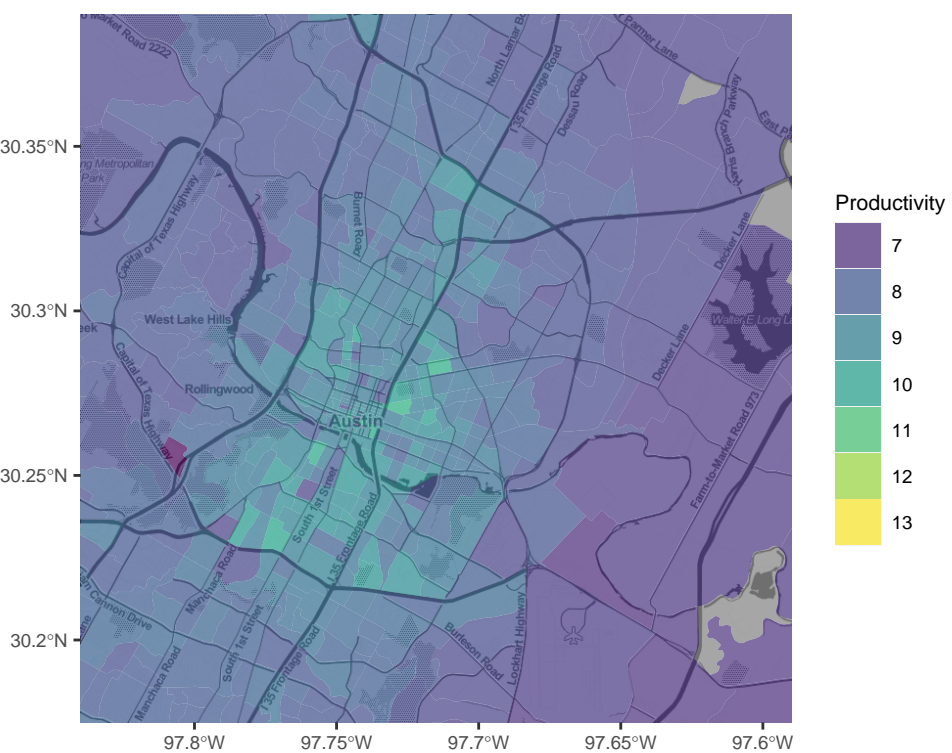 Market Road 2222
North Lamar Bo
Parmer Lane
I 35 Frontage Road
Dessau Road
Harris Branch Parkway
East P
30.35°N
ng Metropolitan
Park
Capital of Texas Highway
Burnet Road
Decker Lane
30.3°N
West Lake Hills
eek
Walter E Long L
Capital of Texas Highway
Decker Lane
Rollingwood
Austin
Farm-to-Market Road 973
30.25°N
South 1st Street
I 35 Frontage Road
Manchaca Road
am Cannon Drive
South 1st Street
Lockhart Highway
30.2°N
Burleson Road
Manchaca Road
I 35 Frontage Road
97.8°W
97.75°W
97.7°W
97.65°W
97.6°W
Productivity
7
8
9
10
11
12
13